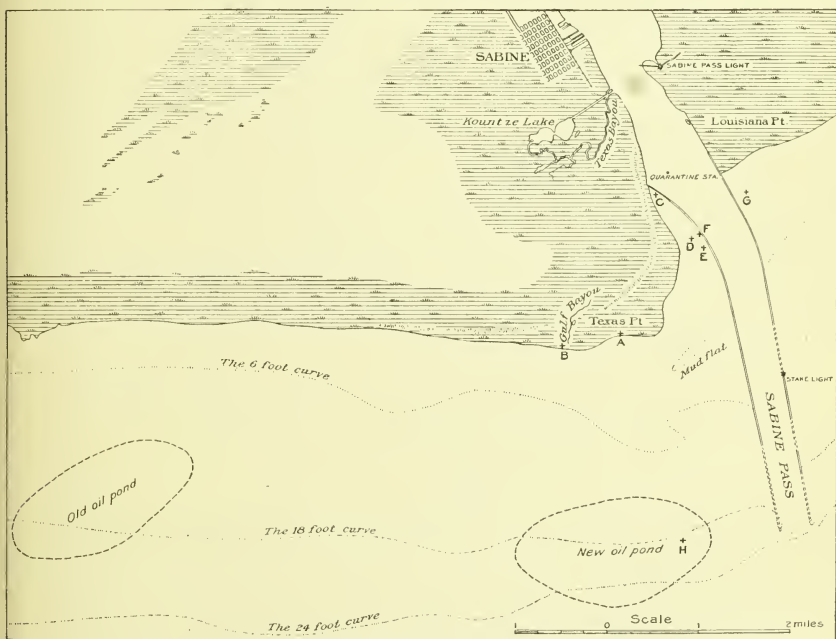 SABINE
SABINE PASS LIGHT
Kountze Lake
Texas Bayou
Louisiana Pt.
QUARANTINE STA.
C
G
F
D
E
Gulf Bayou
Texas Pt
A
B
Mud flat
The 6 foot curve
STAKE LIGHT
SABINE PASS
Old oil pond
The 18 foot curve
New oil pond
H
The 24 foot curve
Scale
1 0 1 2 miles